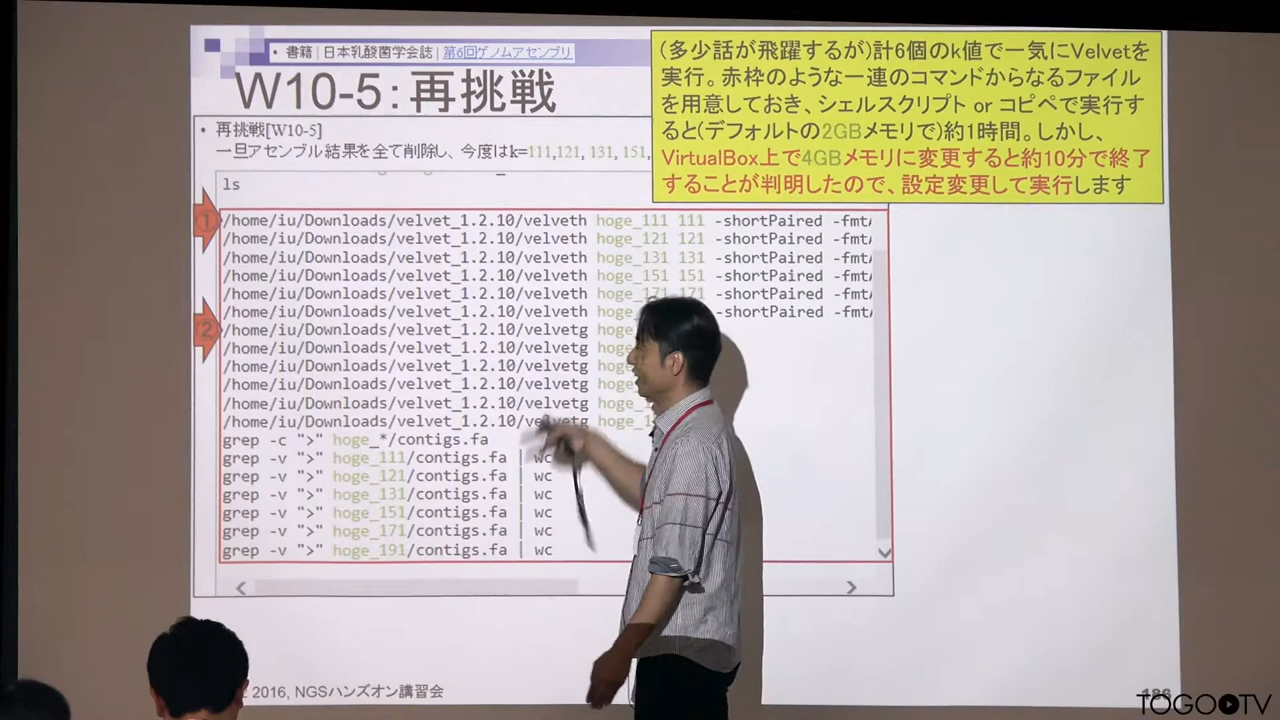 • 書籍 | 日本乳酸菌学会誌 | 第6回ゲノムアセンブリ
W10-5：再挑戦
• 再挑戦[W10-5]
一旦アセンブル結果を全て削除し、今度はk=111,121, 131, 151,
(多少話が飛躍するが)計6個のk値で一気にVelvetを
実行。赤枠のような一連のコマンドからなるファイル
を用意しておき、シェルスクリプト or コピペで実行す
ると(デフォルトの2GBメモリで)約1時間。しかし、
VirtualBox上で4GBメモリに変更すると約10分で終了
することが判明したので、設定変更して実行します
ls
①
/home/iu/Downloads/velvet_1.2.10/velveth hoge_111 111 -shortPaired -fmtA
/home/iu/Downloads/velvet_1.2.10/velveth hoge_121 121 -shortPaired -fmtA
/home/iu/Downloads/velvet_1.2.10/velveth hoge_131 131 -shortPaired -fmtA
/home/iu/Downloads/velvet_1.2.10/velveth hoge_151 151 -shortPaired -fmtA
/home/iu/Downloads/velvet_1.2.10/velveth hoge_171 171 -shortPaired -fmtA
/home/iu/Downloads/velvet_1.2.10/velveth hoge_ -shortPaired -fmtA
②
/home/iu/Downloads/velvet_1.2.10/velvetg hoge
/home/iu/Downloads/velvet_1.2.10/velvetg hoge
/home/iu/Downloads/velvet_1.2.10/velvetg hoge
/home/iu/Downloads/velvet_1.2.10/velvetg hoge
/home/iu/Downloads/velvet_1.2.10/velvetg hoge_1
/home/iu/Downloads/velvet_1.2.10/velvetg hoge_1
grep -c ">" hoge_*/contigs.fa
grep -v ">" hoge_111/contigs.fa | wc
grep -v ">" hoge_121/contigs.fa | wc
grep -v ">" hoge_131/contigs.fa | wc
grep -v ">" hoge_151/contigs.fa | wc
grep -v ">" hoge_171/contigs.fa | wc
grep -v ">" hoge_191/contigs.fa | wc
2016, NGSハンズオン講習会
186
TOGOTV